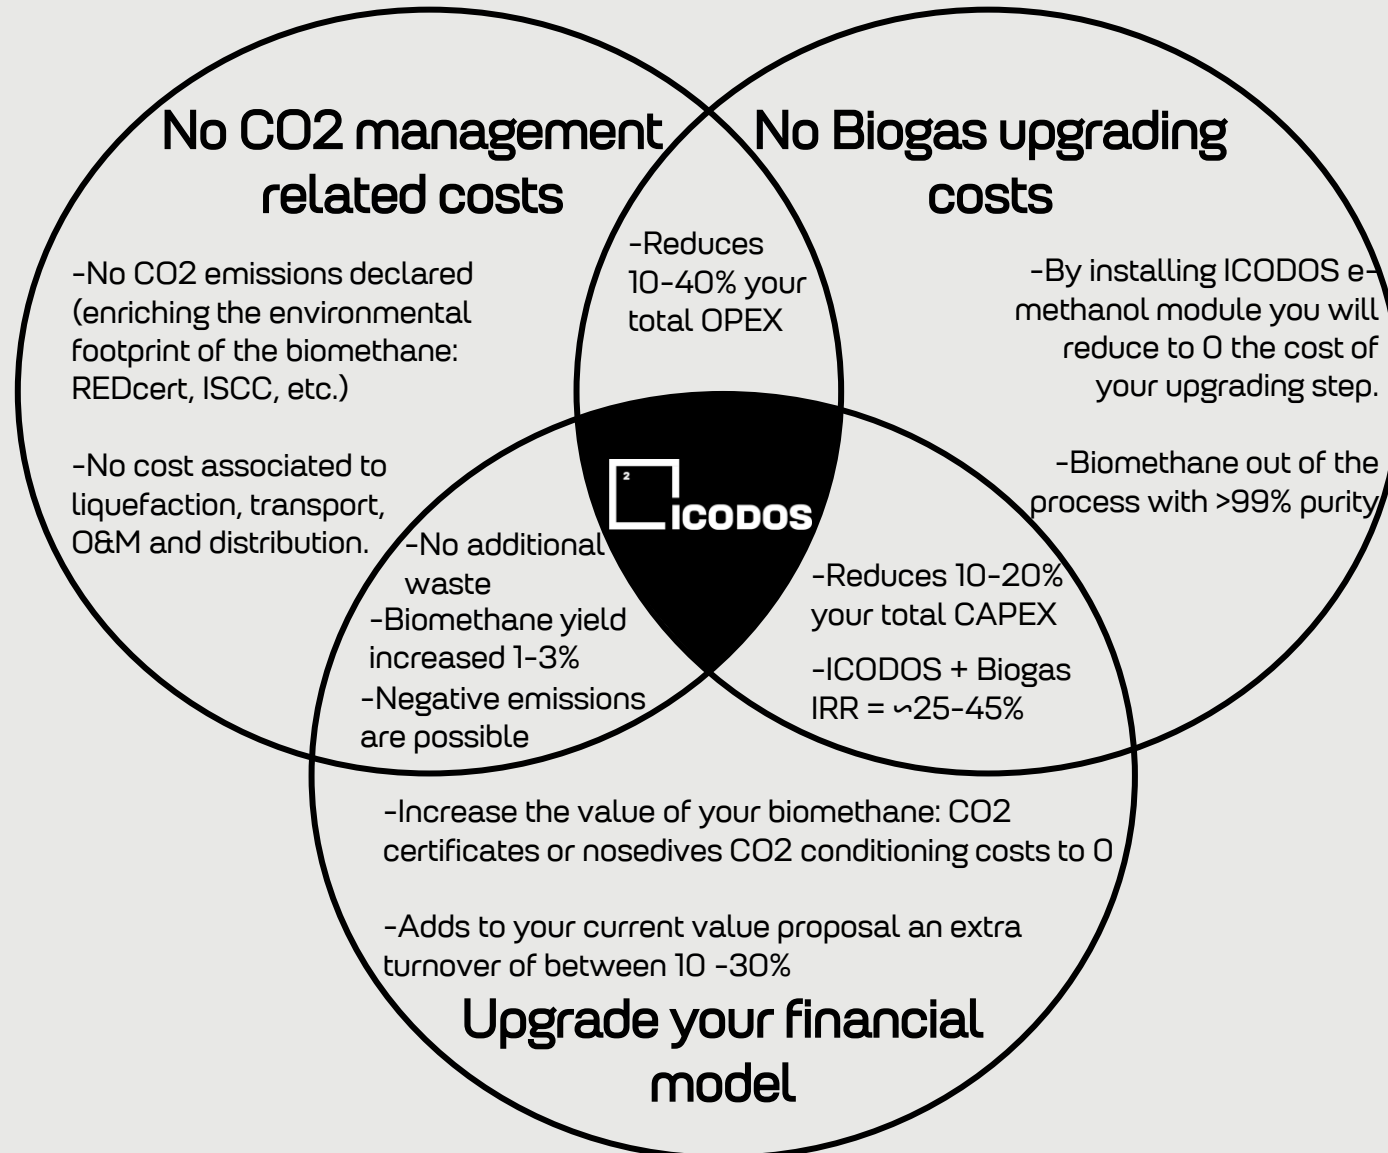 No CO2 management
related costs
-No CO2 emissions declared
(enriching the environmental
footprint of the biomethane:
REDcert, ISCC, etc.)
-No cost associated to
liquefaction, transport,
O&M and distribution.
No Biogas upgrading
costs
-By installing ICODOS e-
methanol module you will
reduce to 0 the cost of
your upgrading step.
-Biomethane out of the
process with >99% purity
-Reduces
10-40% your
total OPEX
2
ICODOS
-No additional
waste
-Biomethane yield
increased 1-3%
-Negative emissions
are possible
-Reduces 10-20%
your total CAPEX
-ICODOS + Biogas
IRR = ~25-45%
-Increase the value of your biomethane: CO2
certificates or nosedives CO2 conditioning costs to 0
-Adds to your current value proposal an extra
turnover of between 10 -30%
Upgrade your financial
model